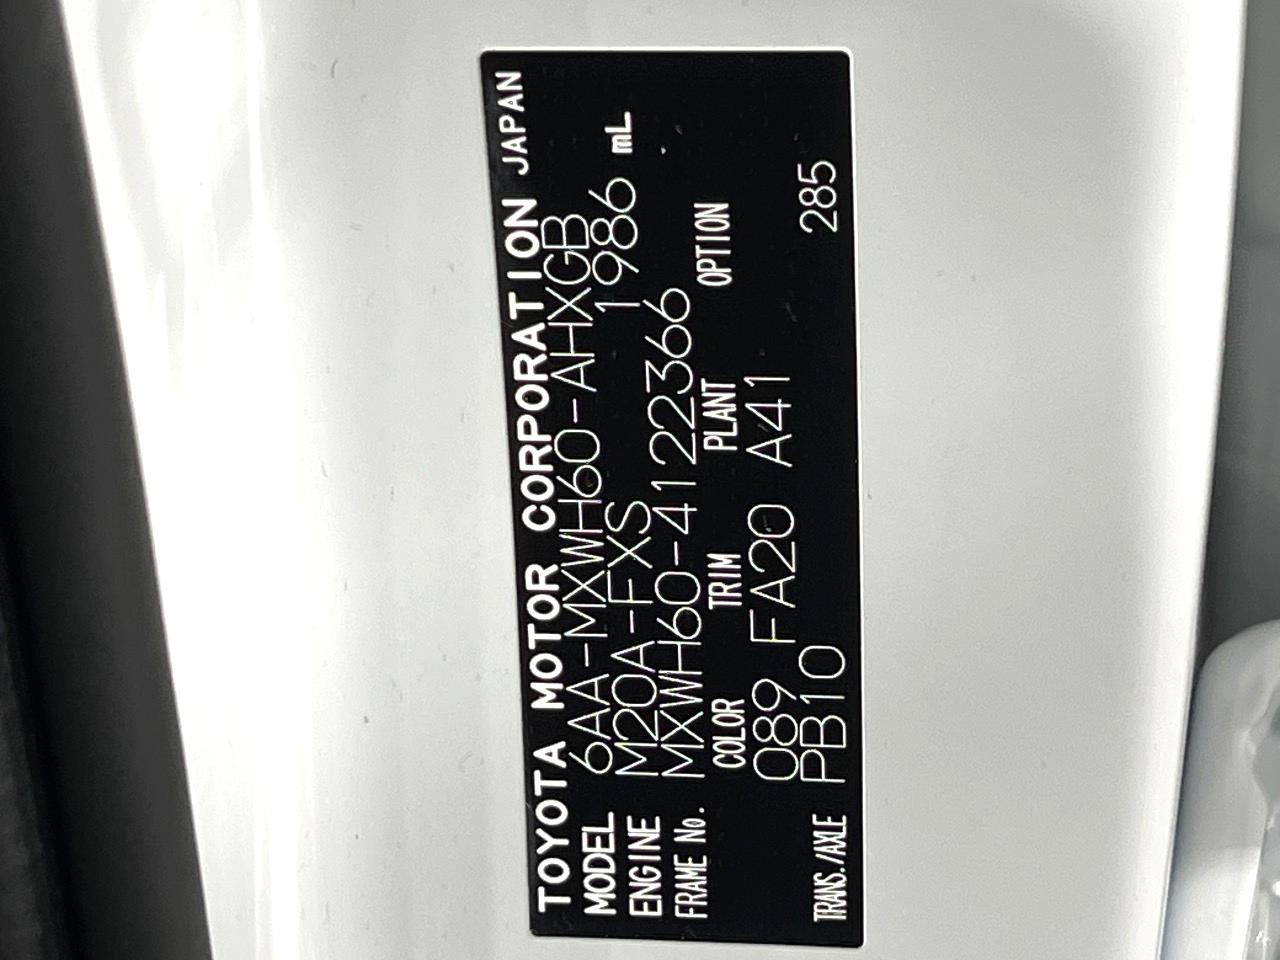 TOYOTA MOTOR CORPORATION JAPAN
MODEL 6AA-MXWH60-AHXGB
ENGINE M20A-FXS 1986 mL
FRAME No. MXWH60-4122366
COLOR TRIM PLANT OPTION
089 FA20 A41
TRANS./AXLE PB10 285